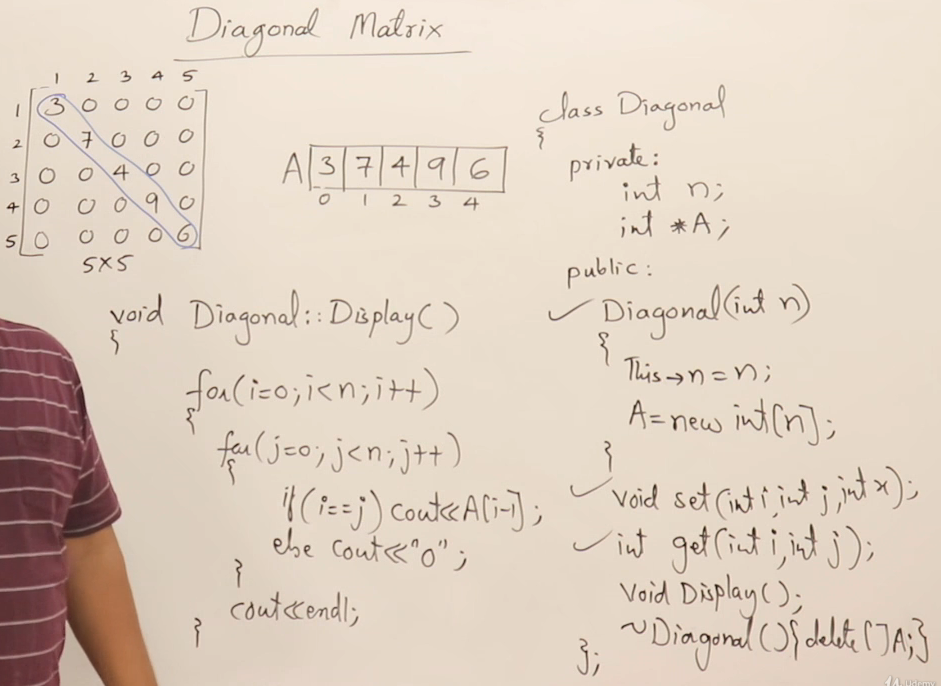 Diagonal Matrix
1 2 3 4 5
1 3 0 0 0 0
2 0 7 0 0 0
3 0 0 4 0 0
4 0 0 0 9 0
5 0 0 0 0 6
5×5
A 3 7 4 9 6
0 1 2 3 4
void Diagonal::Display()
{
for(i=0;i<n;i++)
{
for(j=0;j<n;j++)
{
if(i==j) cout<<A[i-1];
else cout<<"0";
}
cout<<endl;
}
class Diagonal
{
private:
int n;
int *A;
public:
✓ Diagonal(int n)
{
This→n=n;
A=new int[n];
}
✓ void set(int i,int j,int x);
✓ int get(int i,int j);
Void Display();
~Diagonal(){delete []A;}
};
Udemy